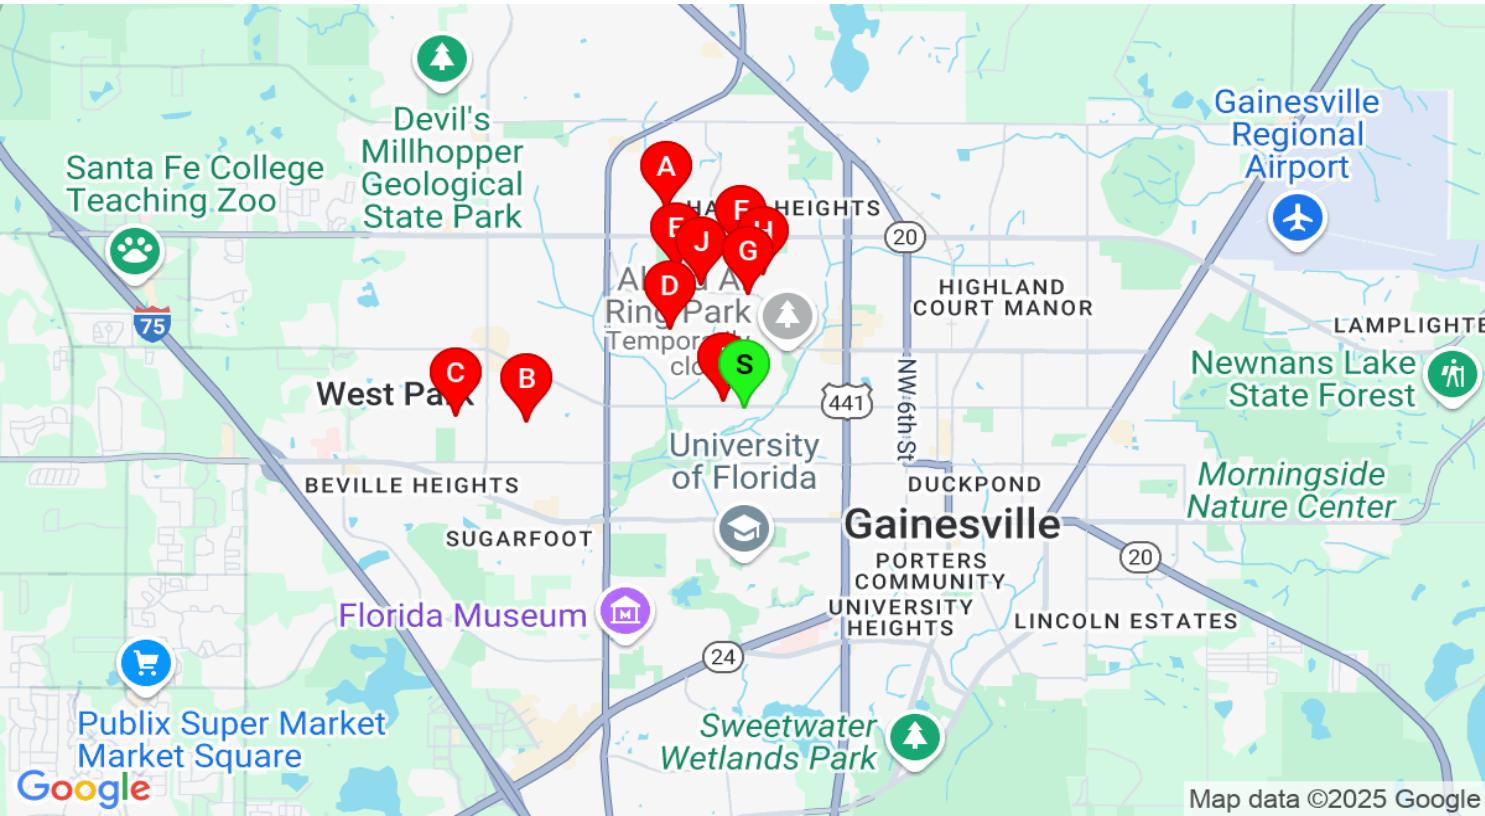 Gainesville
Regional
Airport
Devil's
Millhopper
Geological
State Park
Santa Fe College
Teaching Zoo
A
F
HEIGHTS
E
H
J
G
20
D
HIGHLAND
COURT MANOR
Ring Park
75
LAMPLIGHTE
Newnans Lake
State Forest
S
C
B
West Park
441
NW 6th St
University
of Florida
Morningside
Nature Center
BEVILLE HEIGHTS
DUCKPOND
Gainesville
SUGARFOOT
20
PORTERS
COMMUNITY
UNIVERSITY
HEIGHTS
Florida Museum
M
LINCOLN ESTATES
24
Publix Super Market
Market Square
Sweetwater
Wetlands Park
Google
Map data ©2025 Google